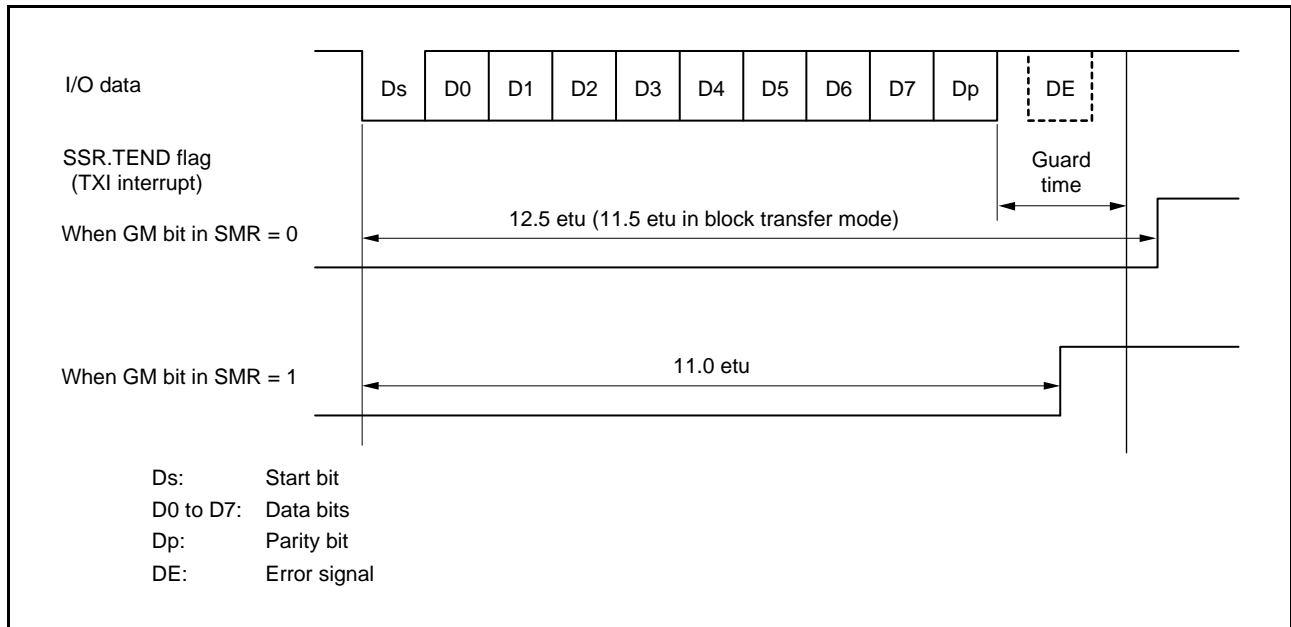 I/O data
Ds D0 D1 D2 D3 D4 D5 D6 D7 Dp DE
SSR.TEND flag
(TXI interrupt)
Guard
time
When GM bit in SMR = 0
12.5 etu (11.5 etu in block transfer mode)
When GM bit in SMR = 1
11.0 etu
Ds: Start bit
D0 to D7: Data bits
Dp: Parity bit
DE: Error signal